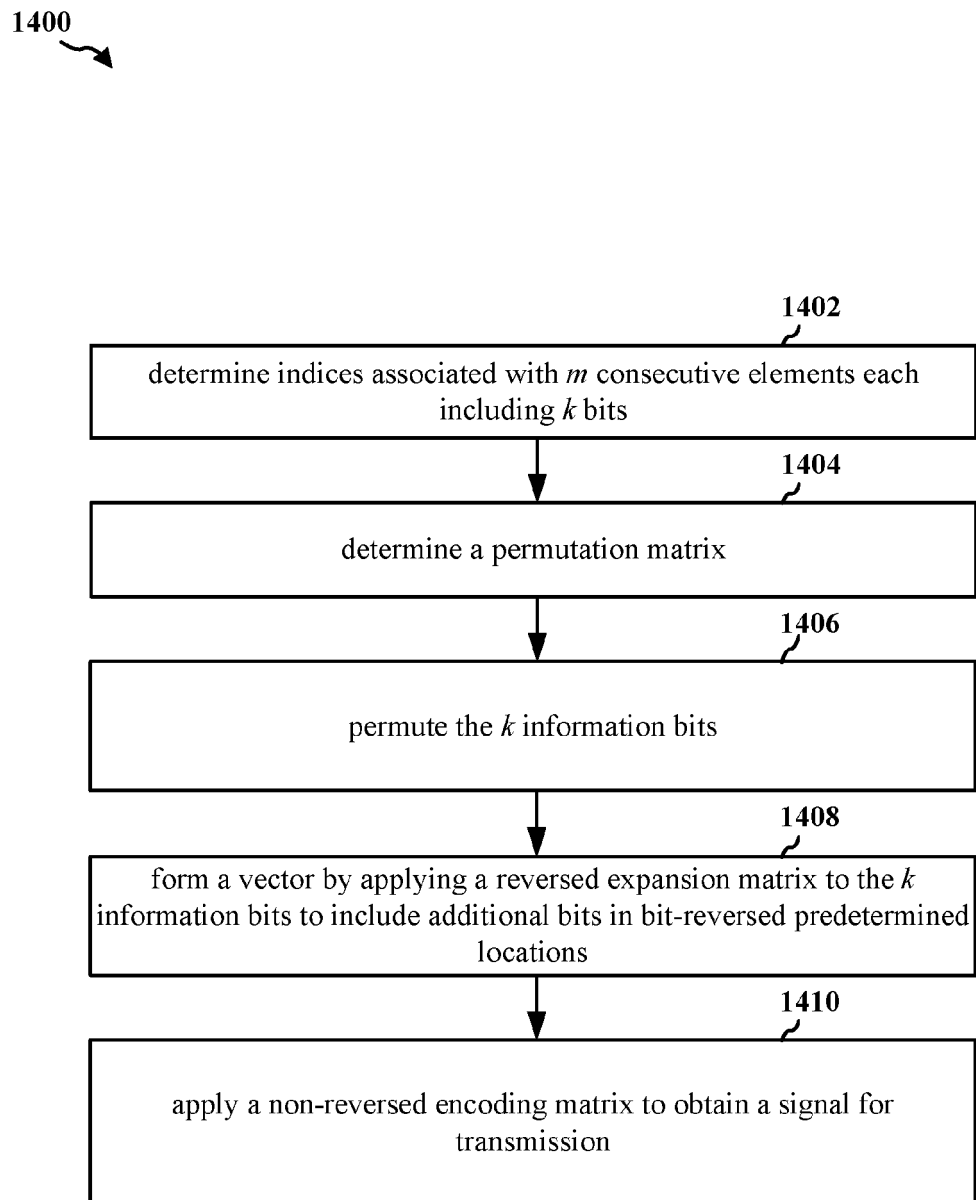 1400
1402
determine indices associated with m consecutive elements each
including k bits
1404
determine a permutation matrix
1406
permute the k information bits
1408
form a vector by applying a reversed expansion matrix to the k
information bits to include additional bits in bit-reversed predetermined
locations
1410
apply a non-reversed encoding matrix to obtain a signal for
transmission